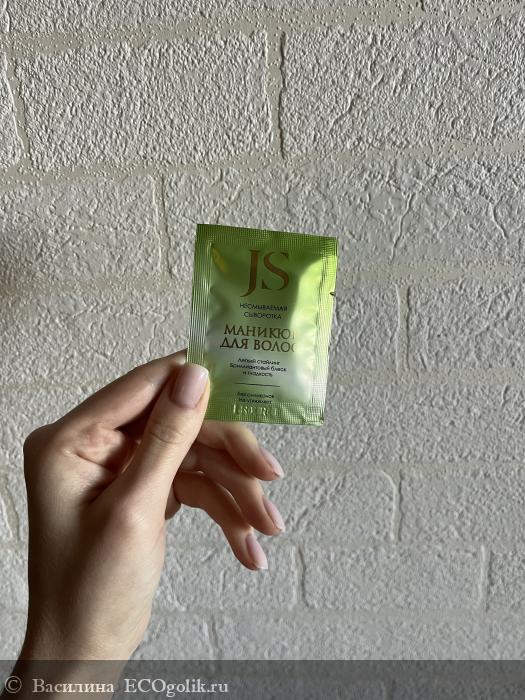 JS
НЕСМЫВАЕМАЯ
СЫВОРОТКА
МАНИКЮР
ДЛЯ ВОЛОС
Легкий стайлинг
Бриллиантовый блеск
и гладкость
Без силиконов
Не утяжеляет
© Василина ECOgolik.ru